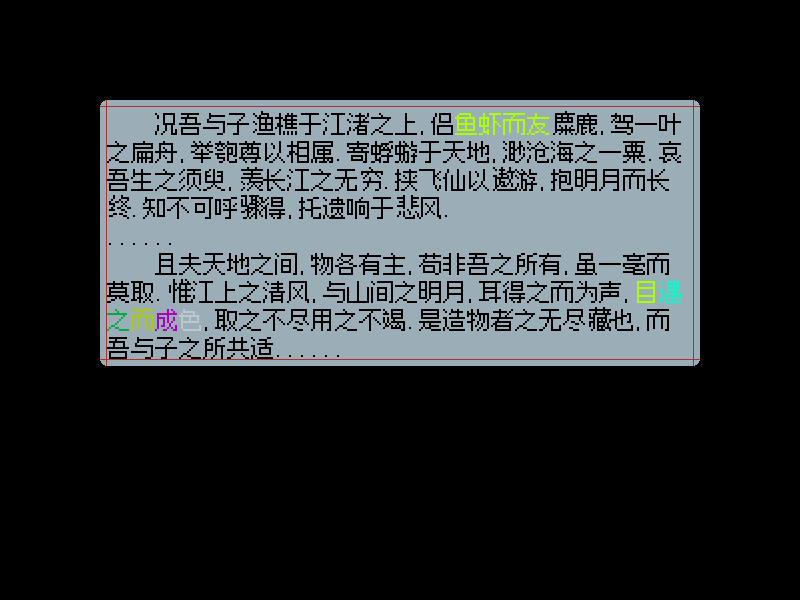 况吾与子渔樵于江渚之上,侣鱼虾而友麋鹿,驾一叶
之扁舟,举匏尊以相属.寄蜉蝣于天地,渺沧海之一粟.哀
吾生之须臾,羡长江之无穷.挟飞仙以遨游,抱明月而长
终.知不可呼骤得,托遗响于悲风.
......
且夫天地之间,物各有主,苟非吾之所有,虽一毫而
莫取.惟江上之清风,与山间之明月,耳得之而为声,目遇
之而成色,取之不尽用之不竭.是造物者之无尽藏也,而
吾与子之所共适......